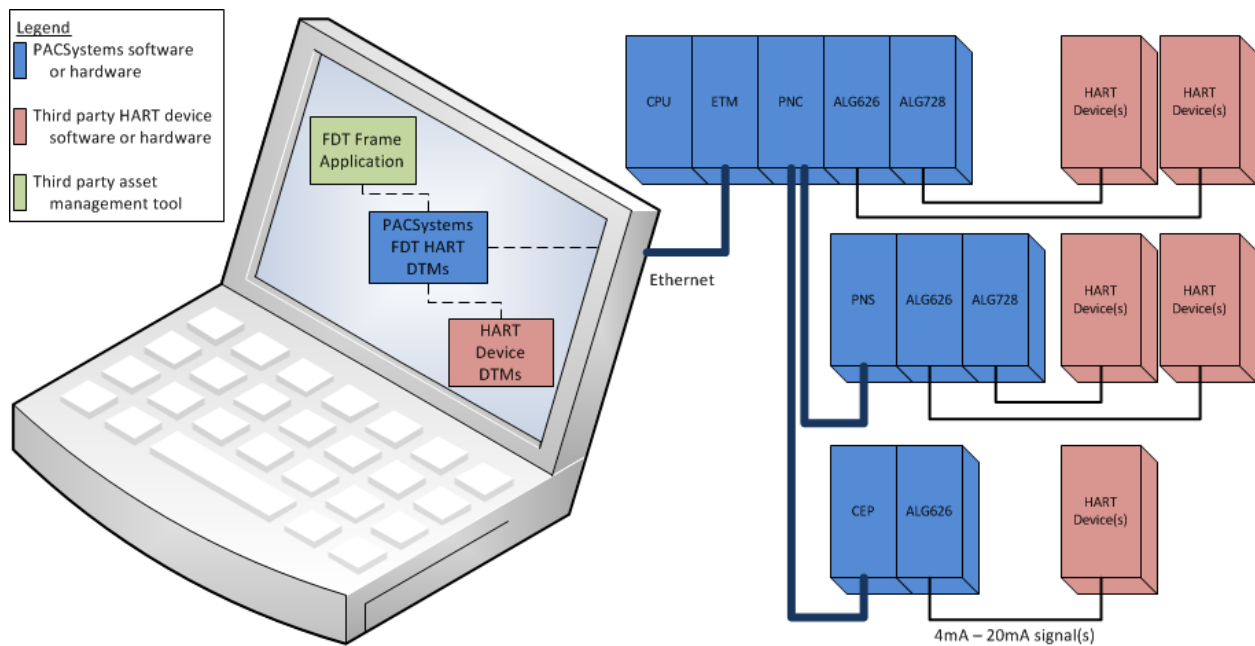 Legend
PACSystems software
or hardware
Third party HART device
software or hardware
Third party asset
management tool
FDT Frame
Application
PACSystems
FDT HART
DTMs
HART
Device
DTMs
Ethernet
CPU
ETM
PNC
ALG626
ALG728
HART
Device(s)
HART
Device(s)
PNS
ALG626
ALG728
HART
Device(s)
HART
Device(s)
CEP
ALG626
HART
Device(s)
4mA – 20mA signal(s)